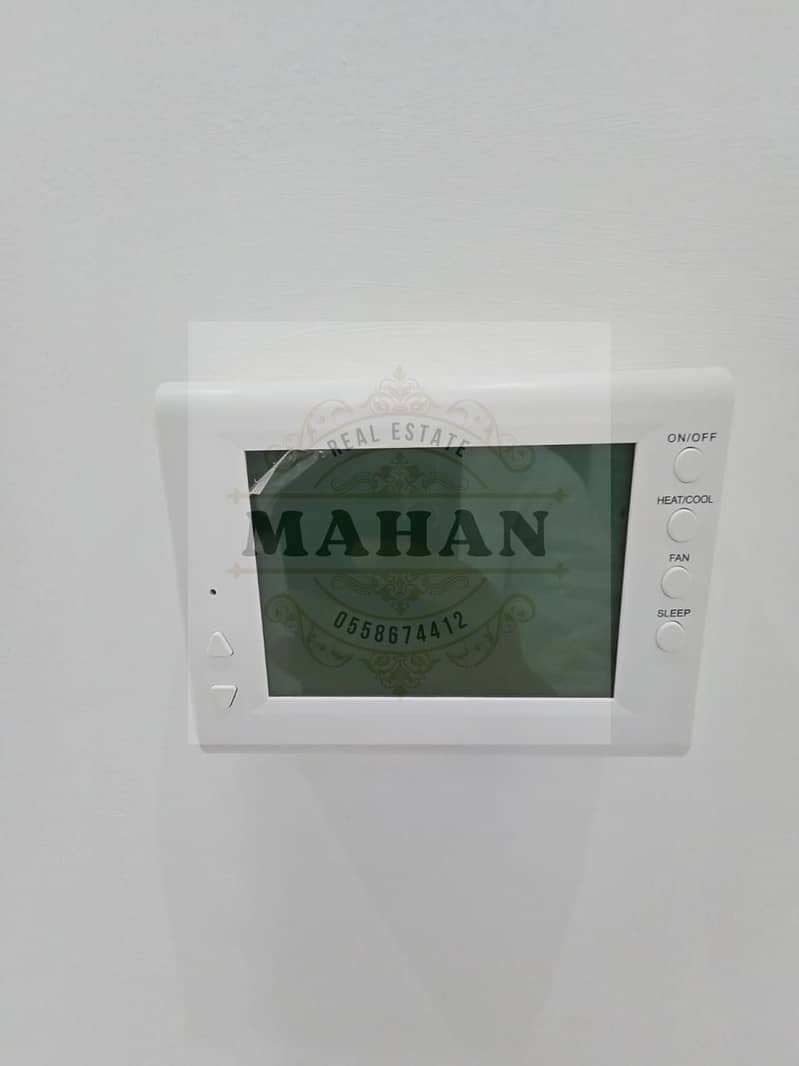 ON/OFF
REAL ESTATE
HEAT/COOL
MAHAN
FAN
SLEEP
0558674412